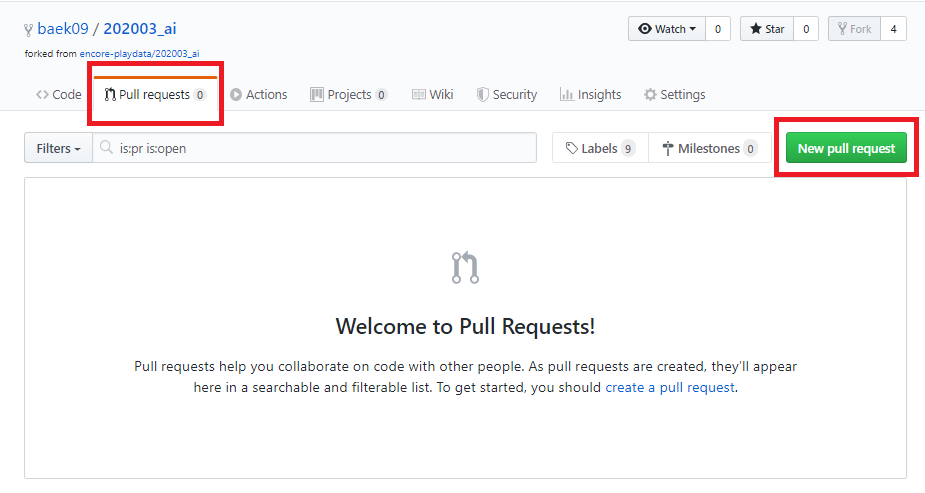 baek09 / 202003_ai
Watch 0 Star 0 Fork 4
forked from encore-playdata/202003_ai
Code Pull requests 0 Actions Projects 0 Wiki Security Insights Settings
Filters is:pr is:open Labels 9 Milestones 0 New pull request
Welcome to Pull Requests!
Pull requests help you collaborate on code with other people. As pull requests are created, they’ll appear
here in a searchable and filterable list. To get started, you should create a pull request.